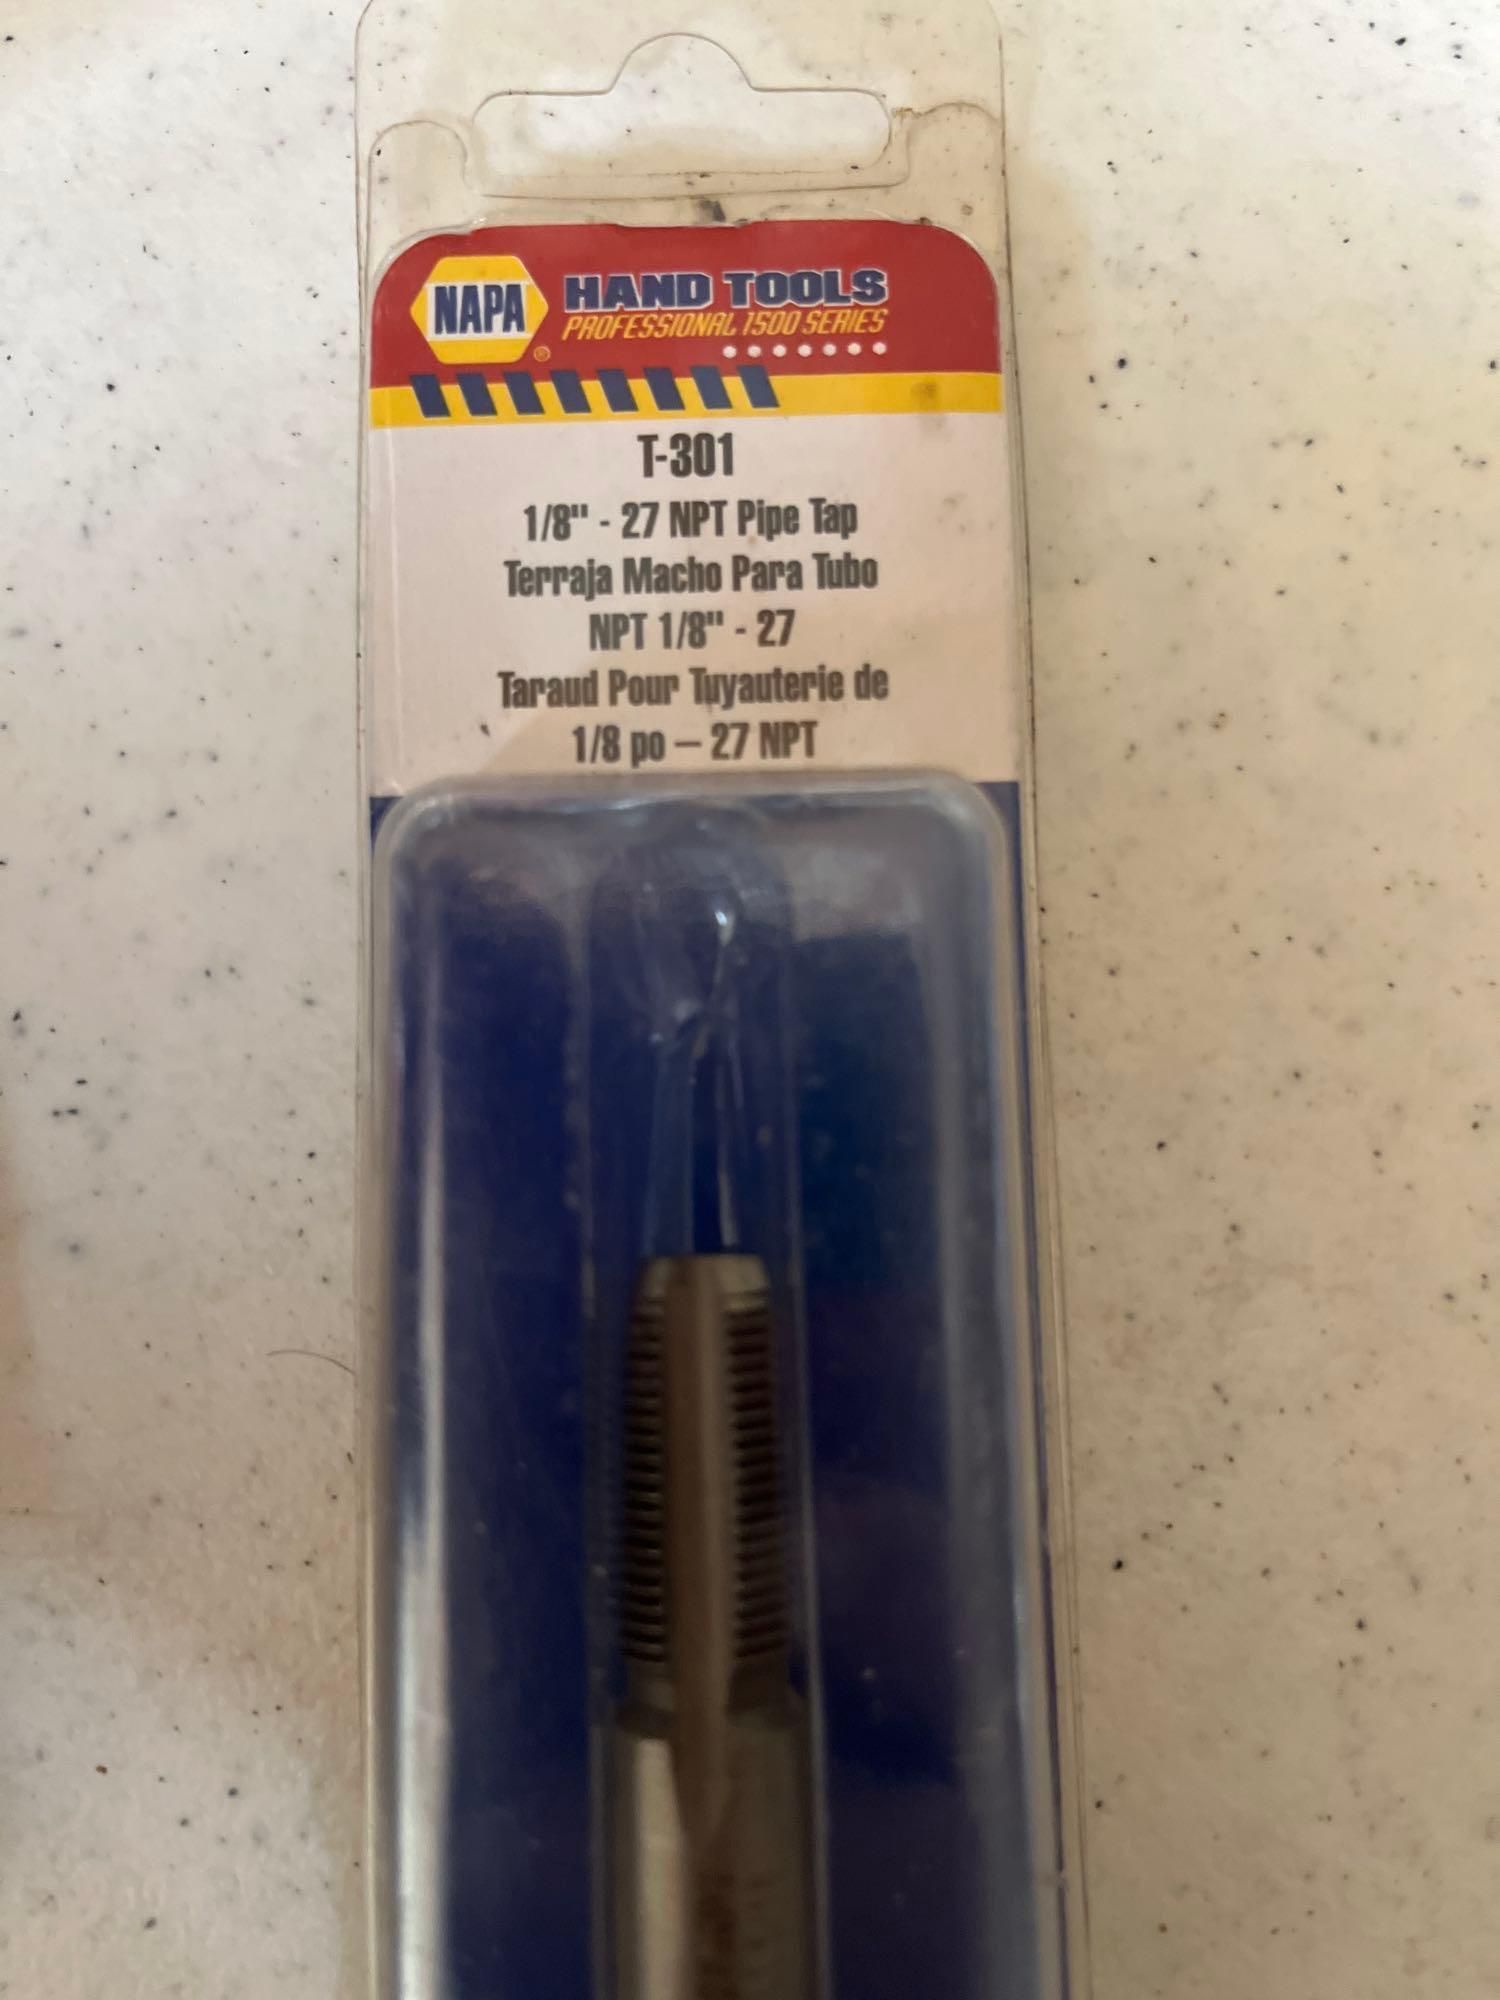 NAPA
®
HAND TOOLS
PROFESSIONAL 1500 SERIES
T-301
1/8" - 27 NPT Pipe Tap
Terraja Macho Para Tubo
NPT 1/8" - 27
Taraud Pour Tuyauterie de
1/8 po – 27 NPT